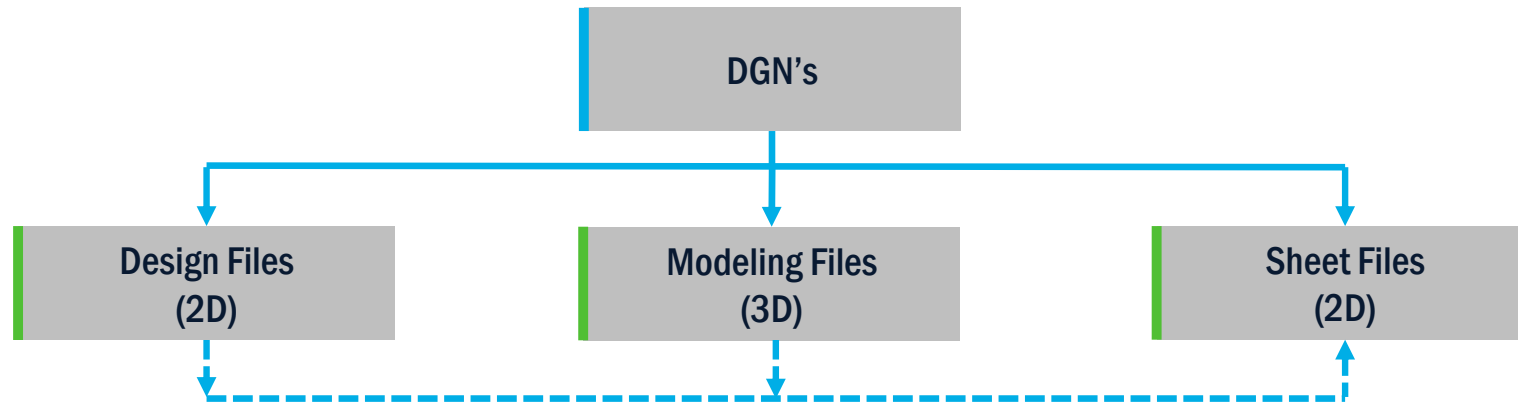 DGN’s
Design Files
(2D)
Modeling Files
(3D)
Sheet Files
(2D)